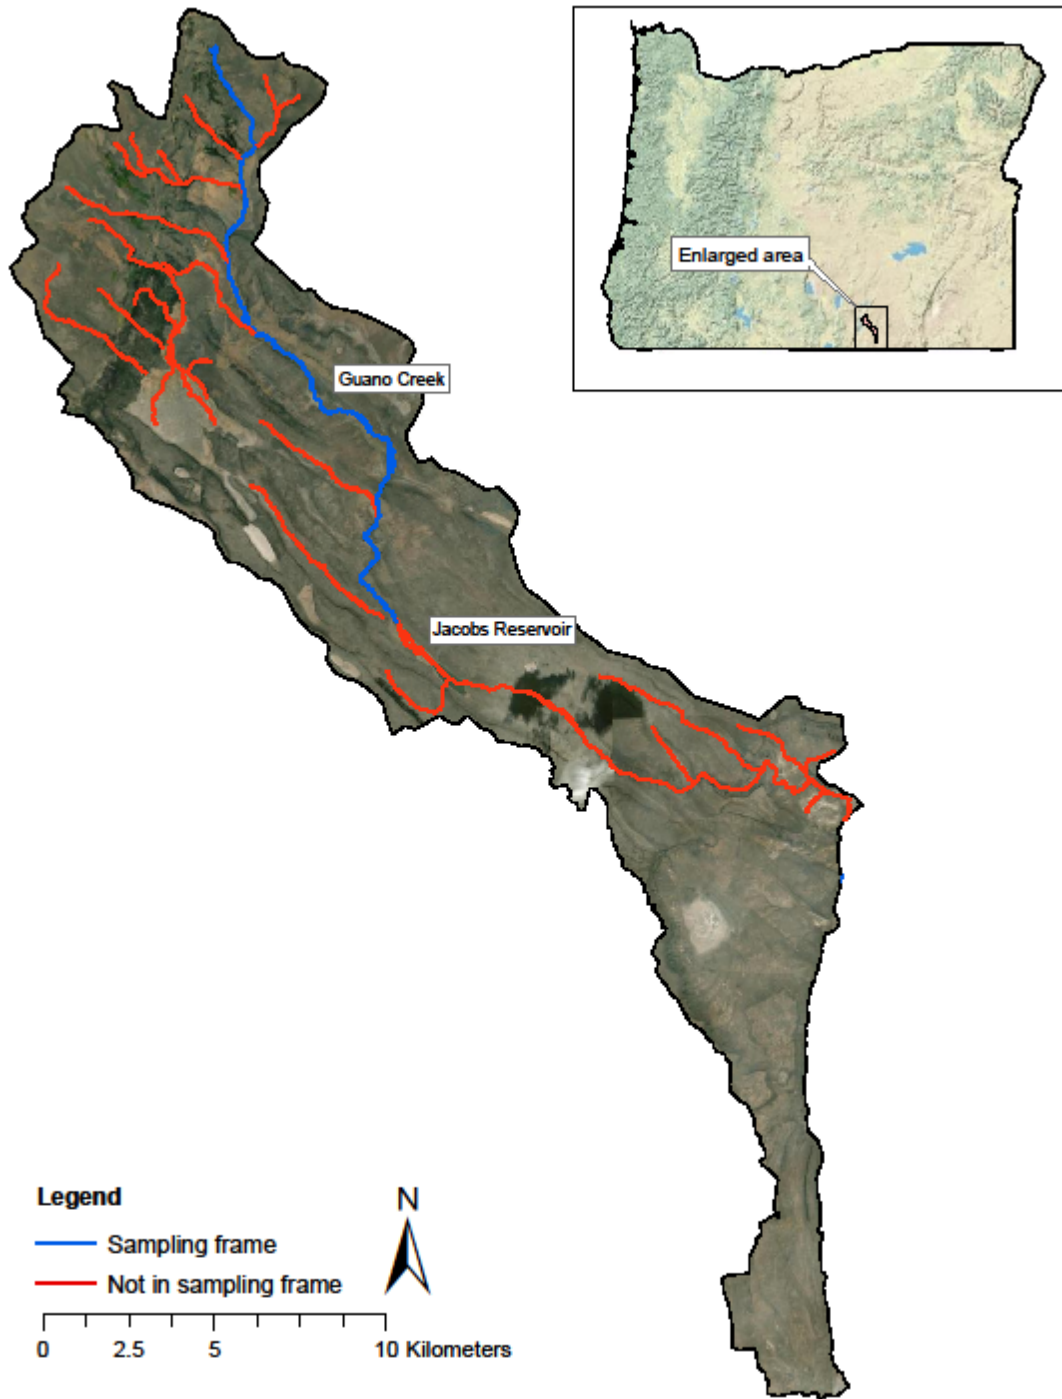 Enlarged area
Guano Creek
Jacobs Reservoir
Legend
Sampling frame
Not in sampling frame
N
0 2.5 5 10 Kilometers